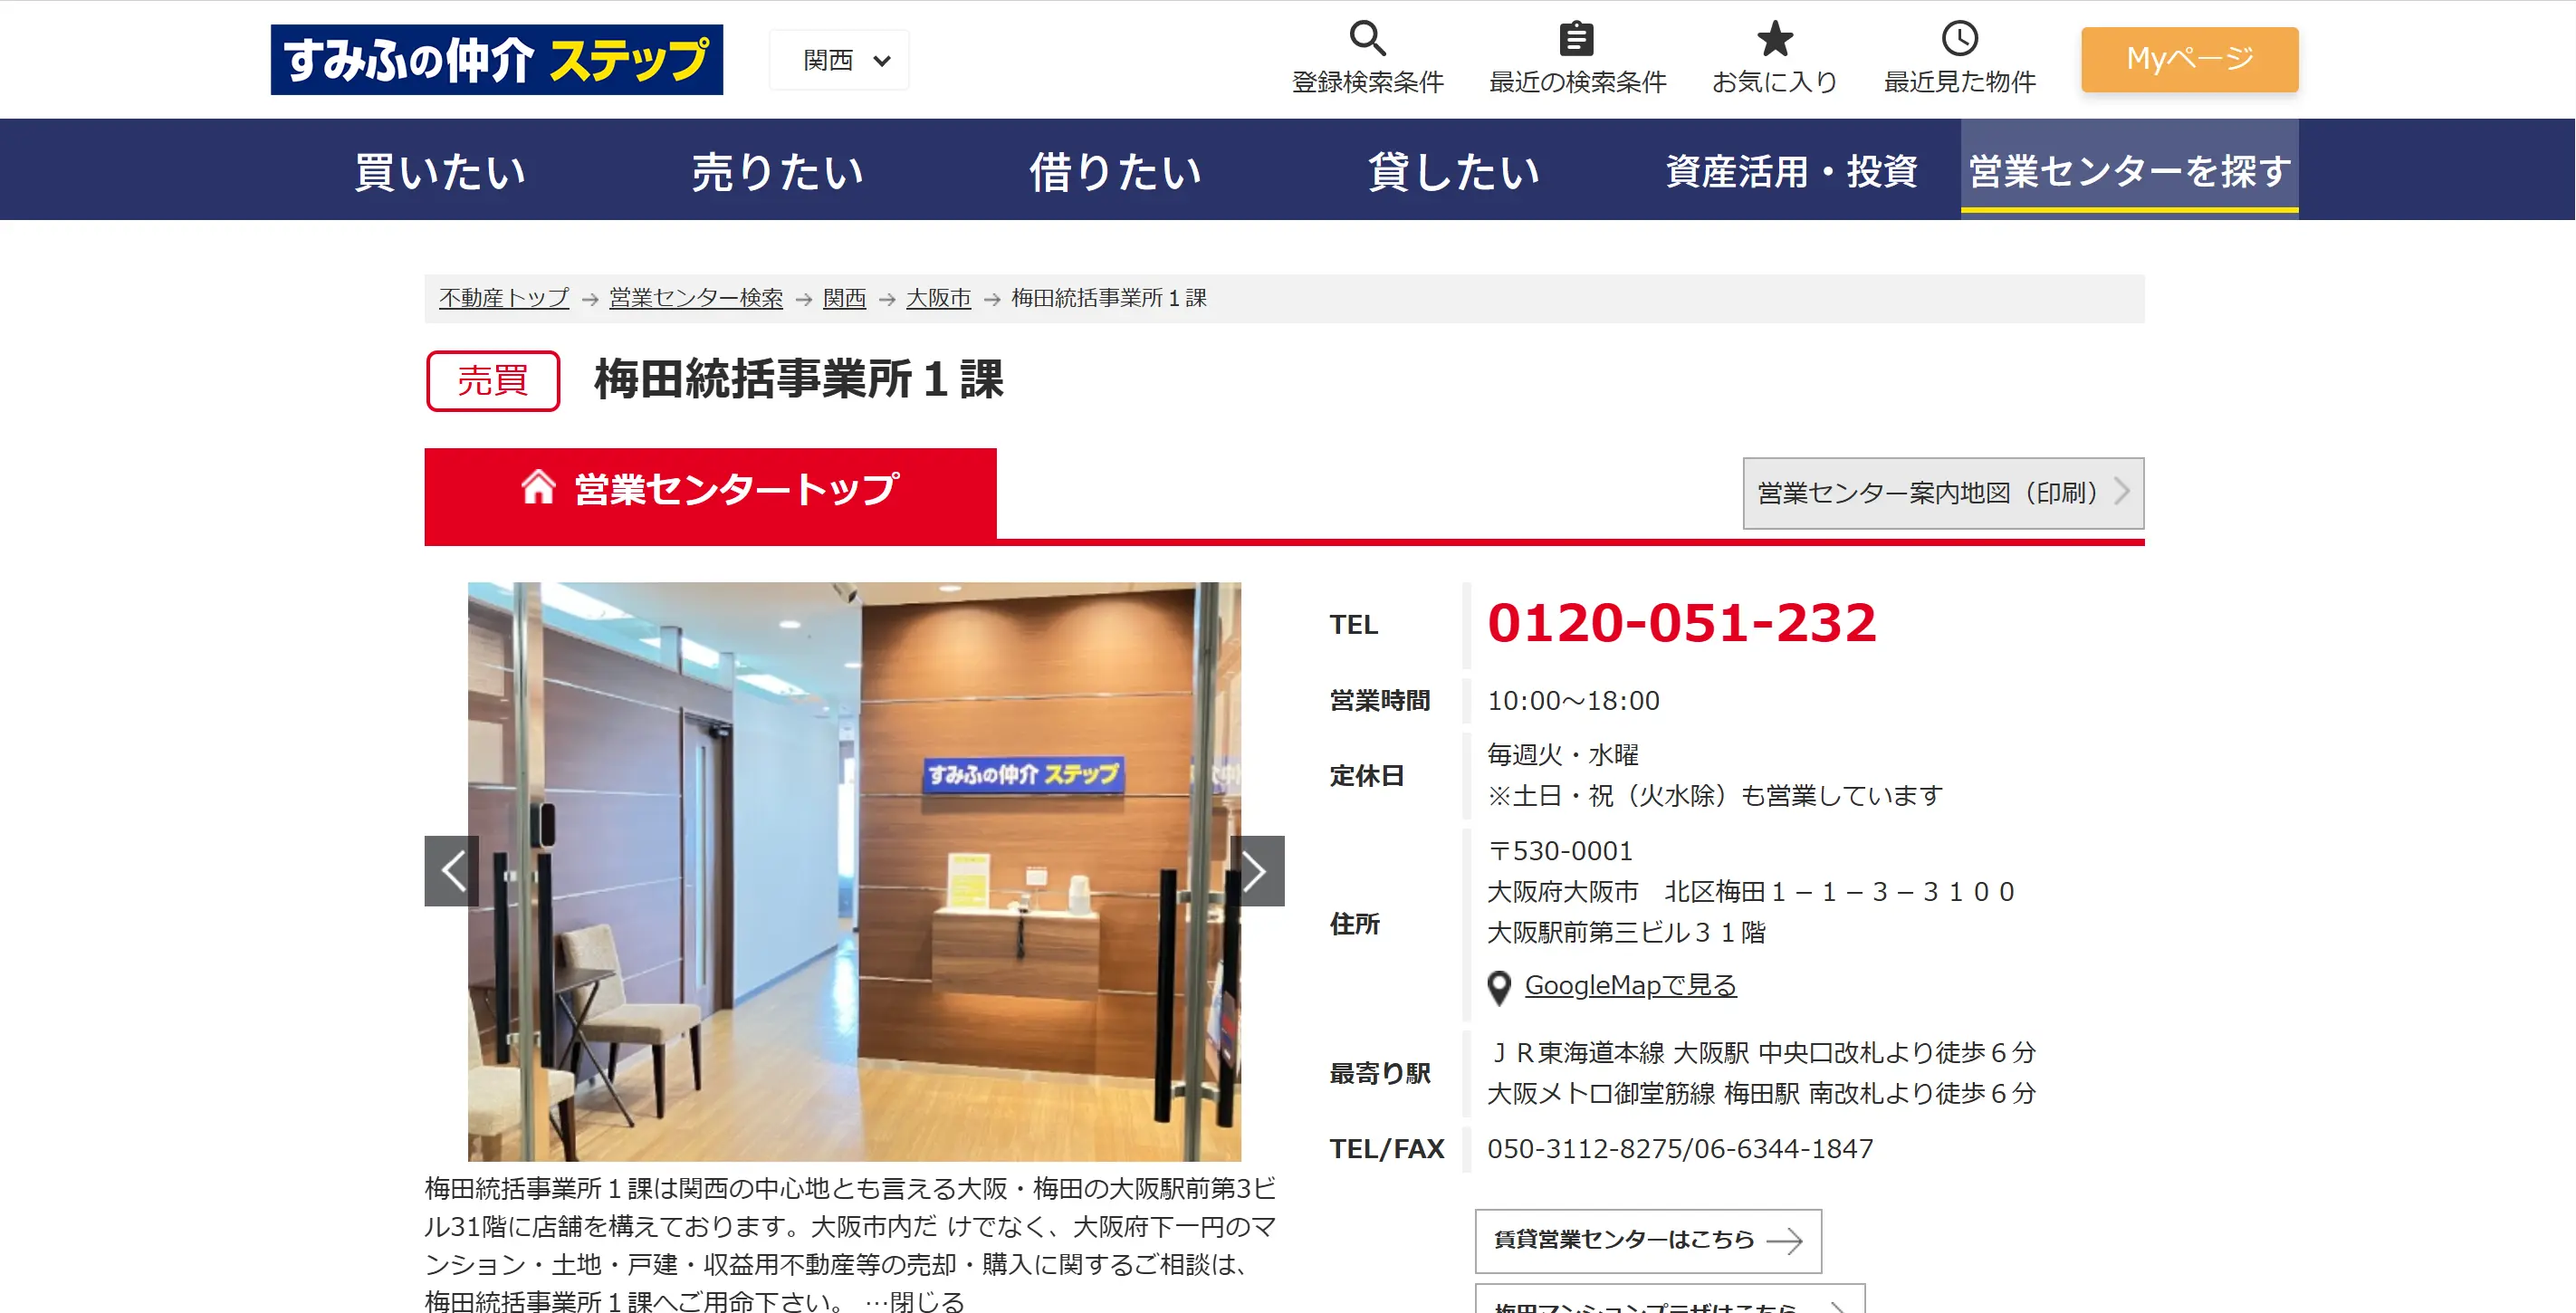 すみふの仲介 ステップ
関西
登録検索条件
最近の検索条件
お気に入り
最近見た物件
Myページ
買いたい
売りたい
借りたい
貸したい
資産活用・投資
営業センターを探す
不動産トップ → 営業センター検索 → 関西 → 大阪市 → 梅田統括事業所１課
売買
梅田統括事業所１課
営業センタートップ
営業センター案内地図（印刷）
すみふの仲介 ステップ
梅田統括事業所１課は関西の中心地とも言える大阪・梅田の大阪駅前第3ビ
ル31階に店舗を構えております。大阪市内だ けでなく、大阪府下一円のマ
ンション・土地・戸建・収益用不動産等の売却・購入に関するご相談は、
梅田統括事業所１課へご用命下さい。 …閉じる
TEL
0120-051-232
営業時間
10:00～18:00
定休日
毎週火・水曜
※土日・祝（火水除）も営業しています
住所
〒530-0001
大阪府大阪市　北区梅田１－１－３－３１００
大阪駅前第三ビル３１階
GoogleMapで見る
最寄り駅
ＪＲ東海道本線 大阪駅 中央口改札より徒歩６分
大阪メトロ御堂筋線 梅田駅 南改札より徒歩６分
TEL/FAX
050-3112-8275/06-6344-1847
賃貸営業センターはこちら
梅田マンションプラザはこちら